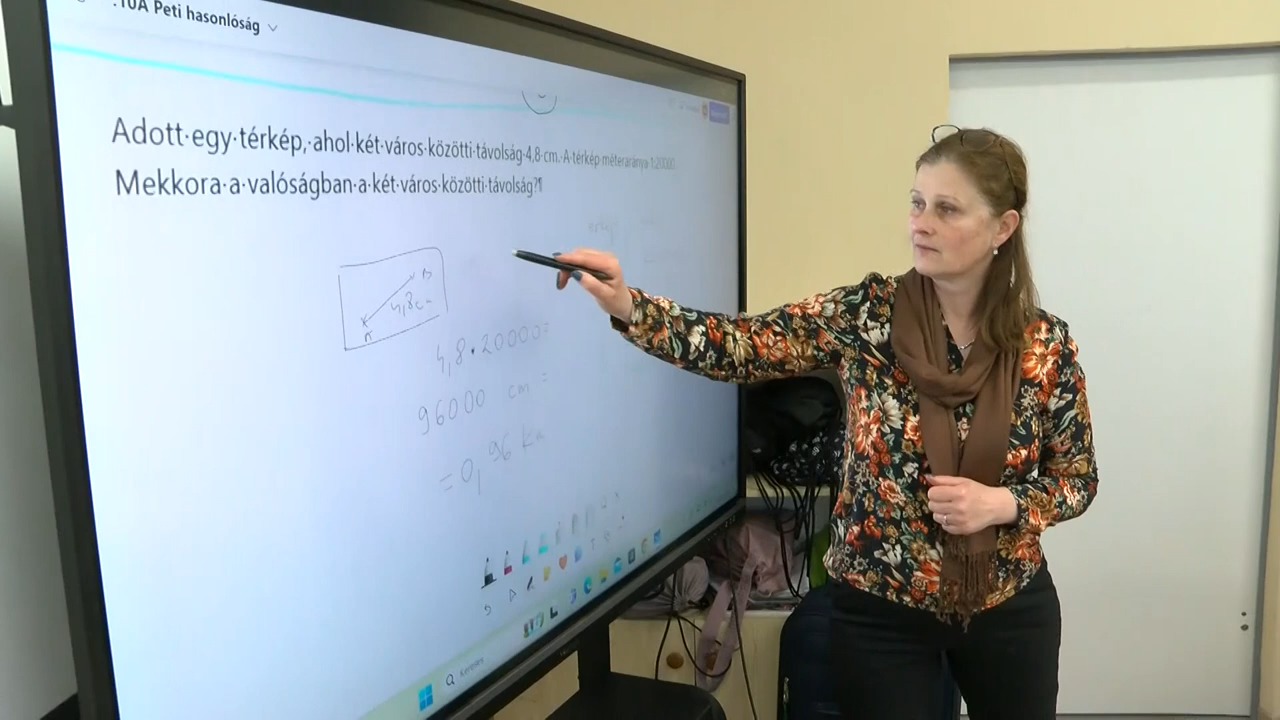 .10A Peti hasonlóság
Adott egy térkép, ahol két város közötti távolság 4,8 cm. A térkép méteraránya 1:20000.
Mekkora a valóságban a két város közötti távolság?
B
4,8 cm
A
4,8 · 20000 =
96000 cm =
= 0,96 km
Keresés